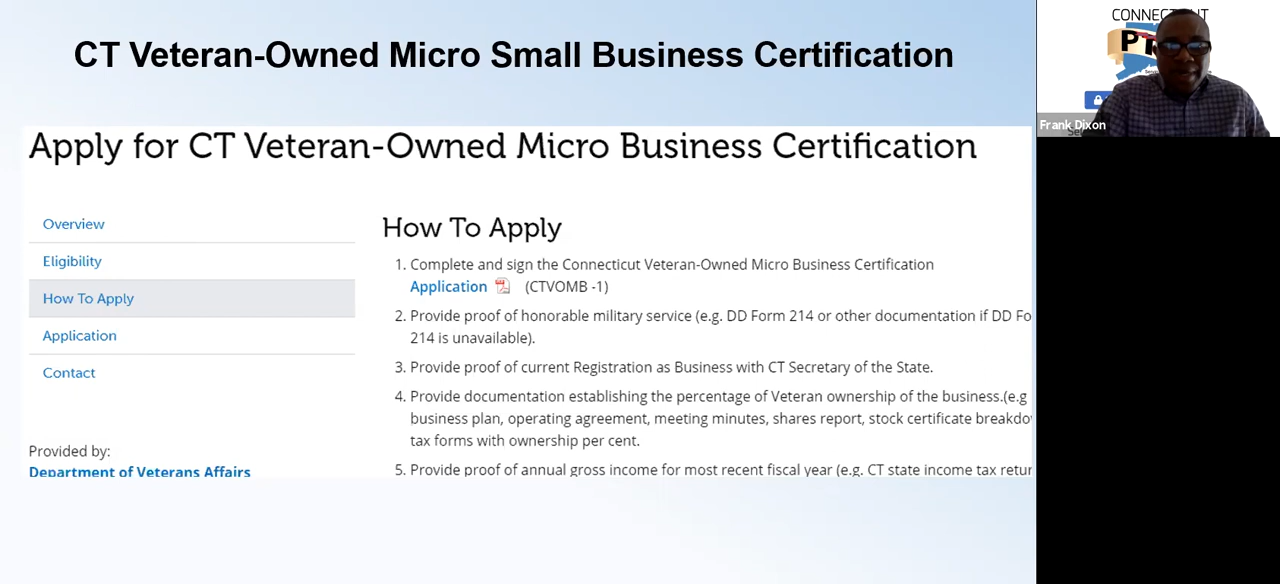 CT Veteran-Owned Micro Small Business Certification
Apply for CT Veteran-Owned Micro Business Certification
Overview
Eligibility
How To Apply
Application
Contact
Provided by:
Department of Veterans Affairs
How To Apply
1. Complete and sign the Connecticut Veteran-Owned Micro Business Certification
Application (CTVOMB -1)
2. Provide proof of honorable military service (e.g. DD Form 214 or other documentation if DD Fo
214 is unavailable).
3. Provide proof of current Registration as Business with CT Secretary of the State.
4. Provide documentation establishing the percentage of Veteran ownership of the business.(e.g
business plan, operating agreement, meeting minutes, shares report, stock certificate breakdo
tax forms with ownership per cent.
5. Provide proof of annual gross income for most recent fiscal year (e.g. CT state income tax retur
PT
Frank Dixon